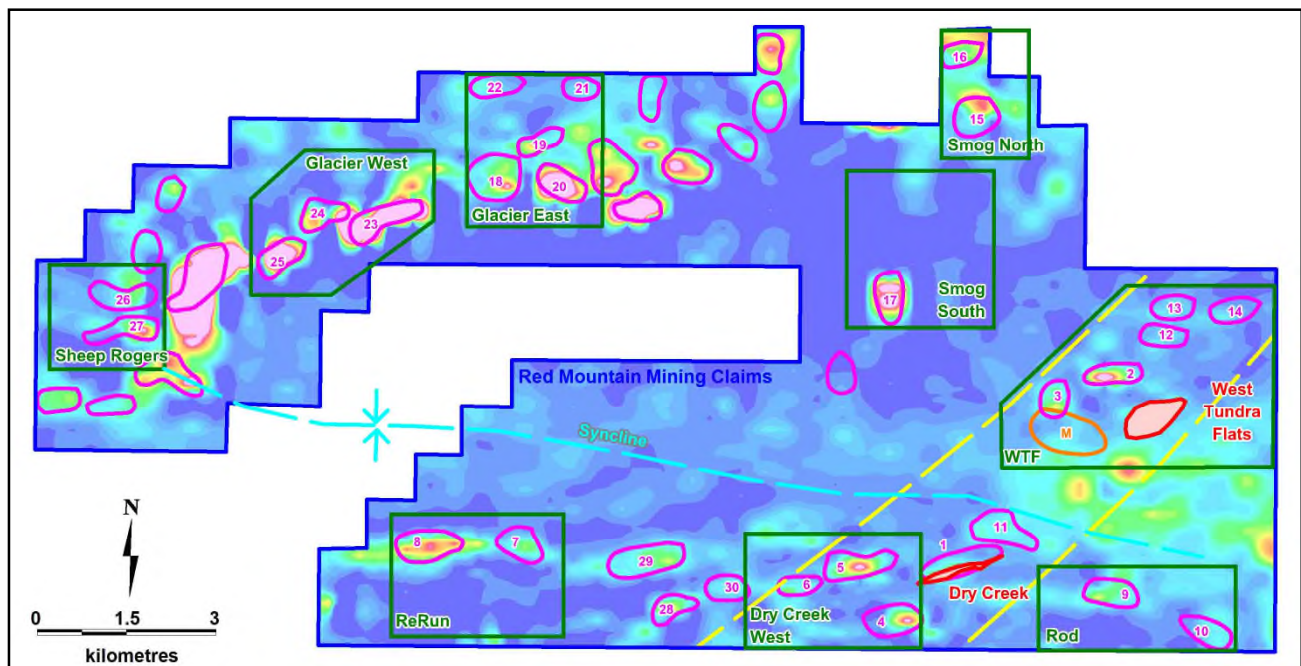 16
22
21
15
Smog North
19
Glacier West
18
20
Glacier East
24
23
25
26
27
Sheep Rogers
17
Smog
South
13
14
12
2
3
West
Tundra
Flats
M
WTF
Red Mountain Mining Claims
Syncline
N
0 1.5 3
kilometres
8
7
ReRun
29
30
28
5
6
4
Dry Creek
West
11
1
Dry Creek
9
10
Rod